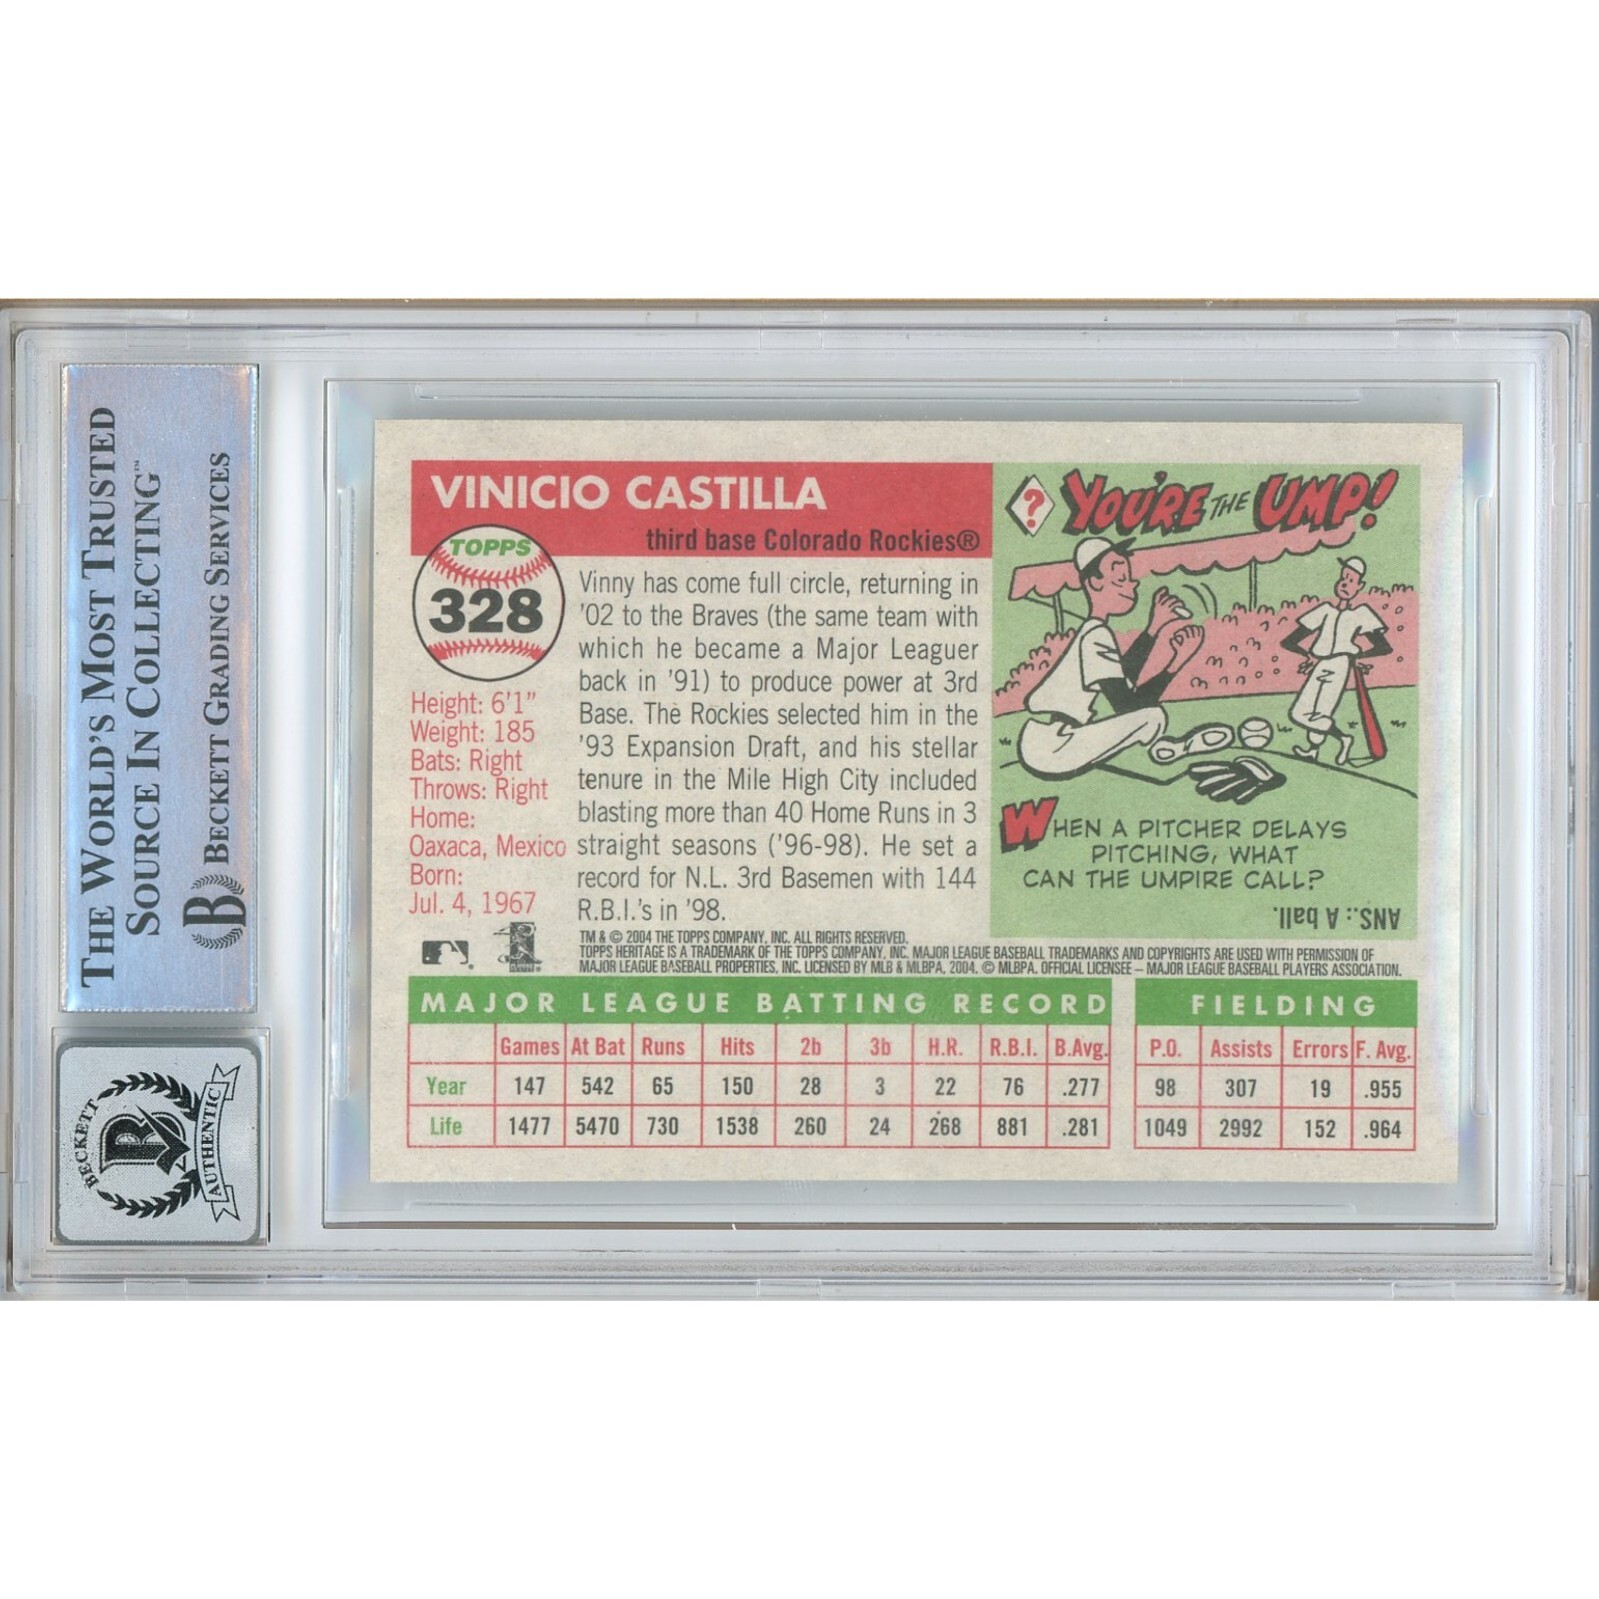 THE WORLD'S MOST TRUSTED
SOURCE IN COLLECTING™
BECKETT GRADING SERVICES
BECKETT
AUTHENTIC
VINICIO CASTILLA
third base Colorado Rockies®
TOPPS
328
Height: 6'1"
Weight: 185
Bats: Right
Throws: Right
Home:
Oaxaca, Mexico
Born:
Jul. 4, 1967
Vinny has come full circle, returning in
'02 to the Braves (the same team with
which he became a Major Leaguer
back in '91) to produce power at 3rd
Base. The Rockies selected him in the
'93 Expansion Draft, and his stellar
tenure in the Mile High City included
blasting more than 40 Home Runs in 3
straight seasons ('96-98). He set a
record for N.L. 3rd Basemen with 144
R.B.I.'s in '98.
? YOU'RE THE UMP!
WHEN A PITCHER DELAYS
PITCHING, WHAT
CAN THE UMPIRE CALL?
ANS.: A ball.
TM & © 2004 THE TOPPS COMPANY, INC. ALL RIGHTS RESERVED.
TOPPS HERITAGE IS A TRADEMARK OF THE TOPPS COMPANY, INC. MAJOR LEAGUE BASEBALL TRADEMARKS AND COPYRIGHTS ARE USED WITH PERMISSION OF
MAJOR LEAGUE BASEBALL PROPERTIES, INC. LICENSED BY MLB & MLBPA, 2004. © MLBPA. OFFICIAL LICENSEE – MAJOR LEAGUE BASEBALL PLAYERS ASSOCIATION.
MAJOR LEAGUE BATTING RECORD FIELDING
Games At Bat Runs Hits 2b 3b H.R. R.B.I. B.Avg. P.O. Assists Errors F. Avg.
Year 147 542 65 150 28 3 22 76 .277 98 307 19 .955
Life 1477 5470 730 1538 260 24 268 881 .281 1049 2992 152 .964